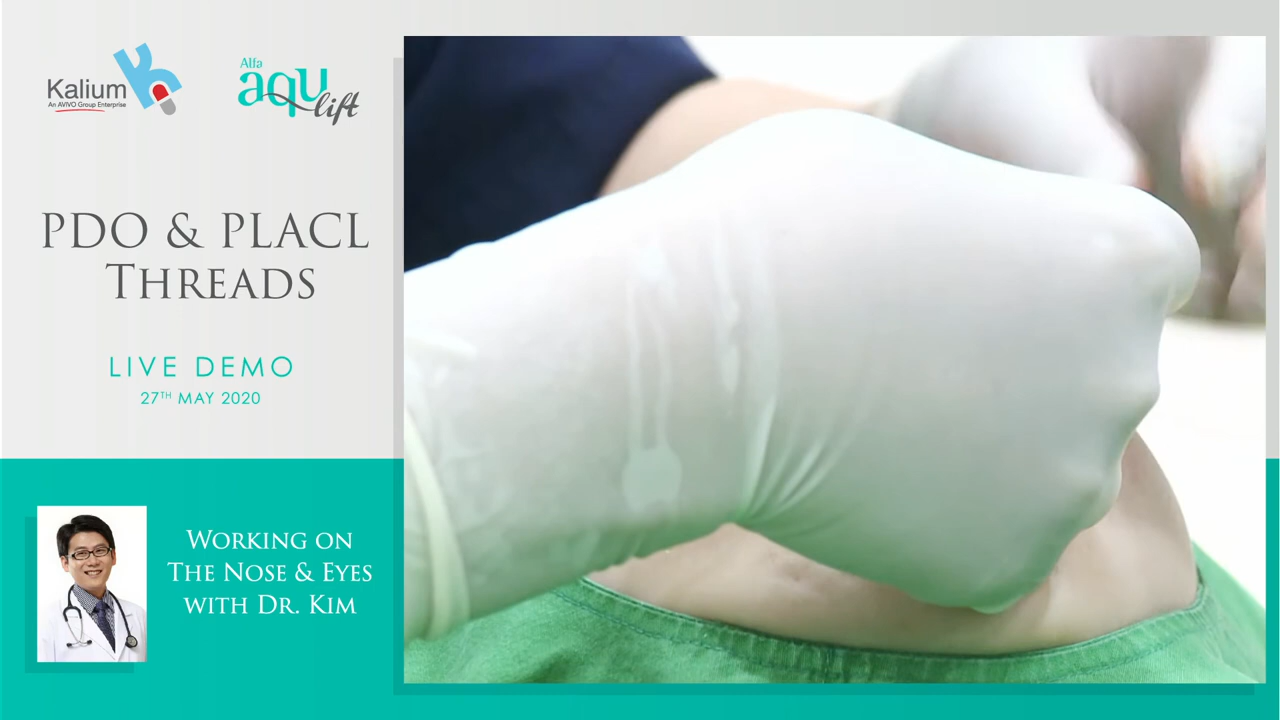 Kalium
An AVIVO Group Enterprise
Alfa
aqu
lift
PDO & PLACL
THREADS
LIVE DEMO
27TH MAY 2020
WORKING ON
THE NOSE & EYES
WITH DR. KIM